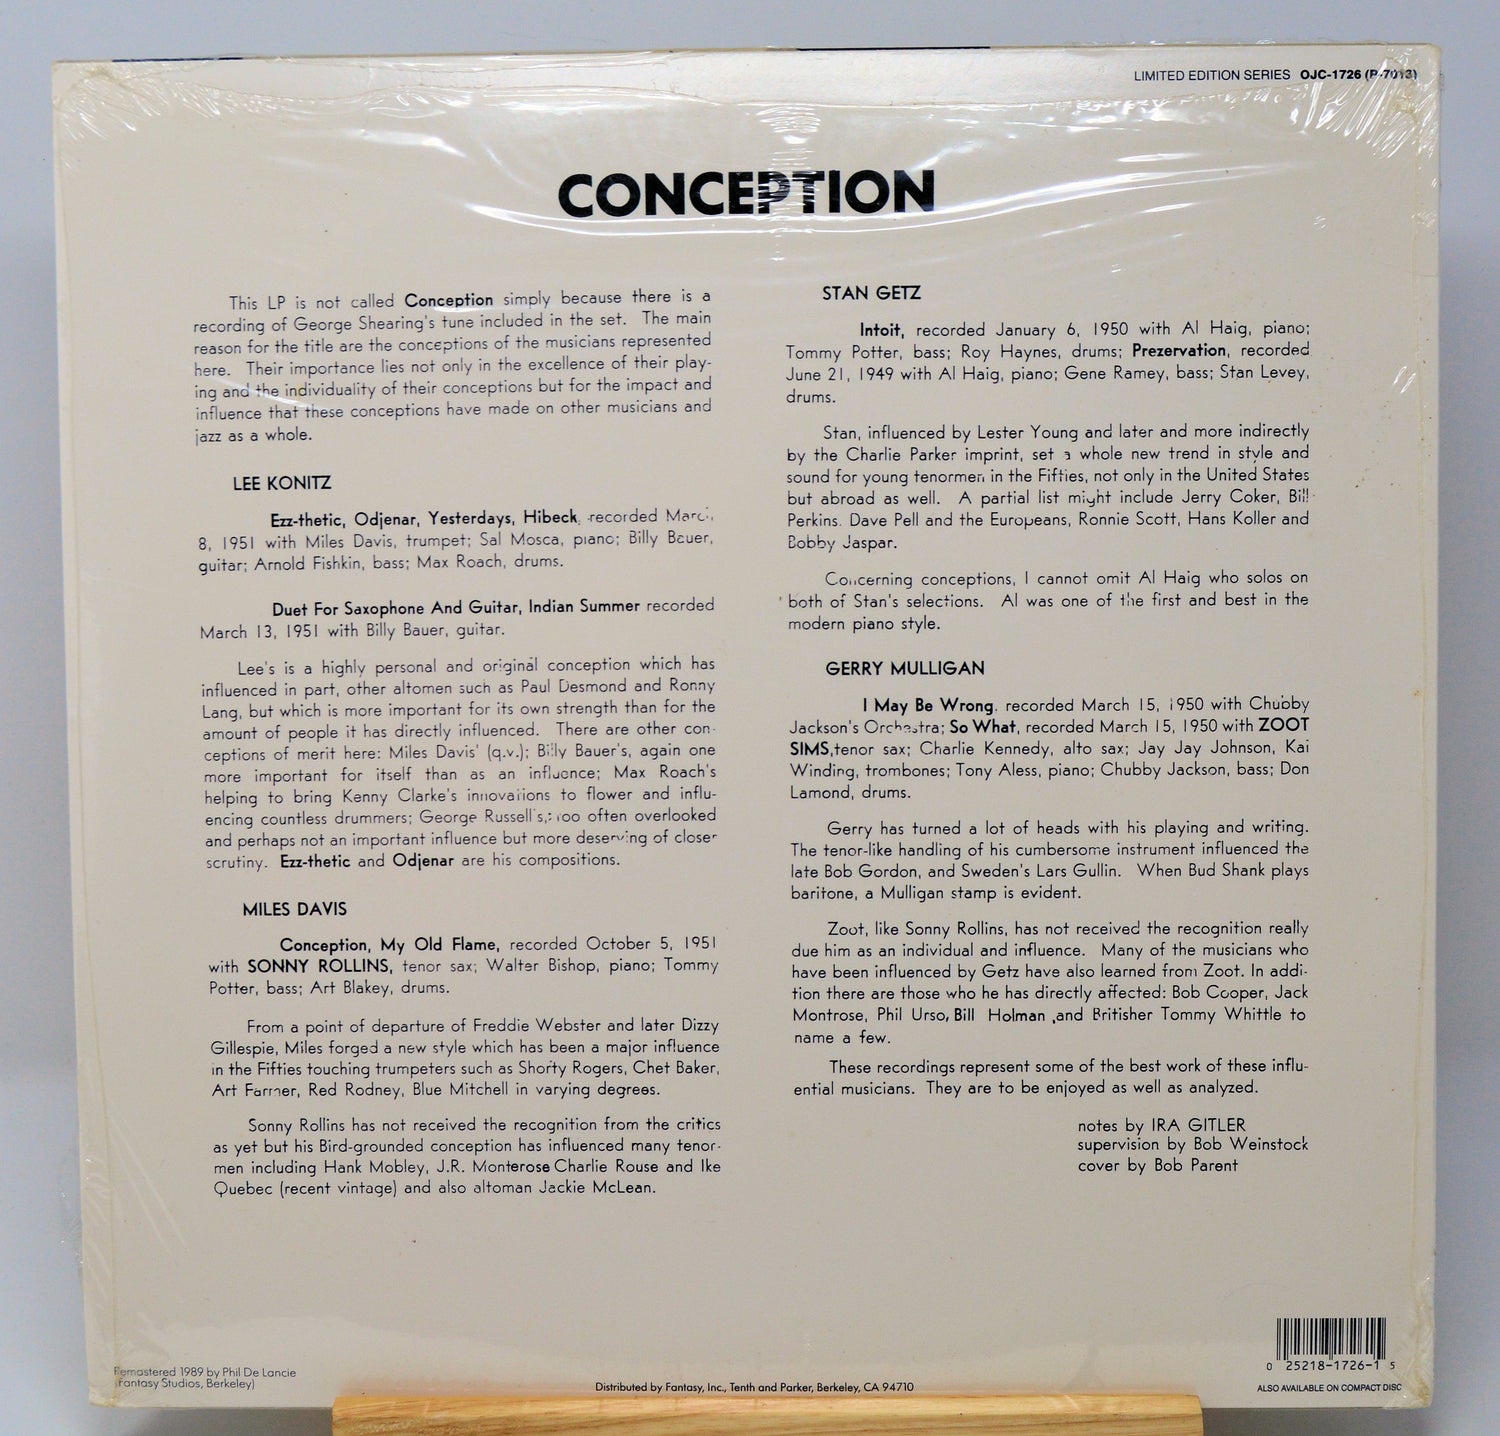 LIMITED EDITION SERIES OJC-1726 (P-7013)
CONCEPTION
This LP is not called Conception simply because there is a
recording of George Shearing's tune included in the set. The main
reason for the title are the conceptions of the musicians represented
here. Their importance lies not only in the excellence of their play-
ing and the individuality of their conceptions but for the impact and
influence that these conceptions have made on other musicians and
jazz as a whole.
LEE KONITZ
Ezz-thetic, Odjenar, Yesterdays, Hibeck, recorded March
8, 1951 with Miles Davis, trumpet; Sal Mosca, piano; Billy Bauer,
guitar; Arnold Fishkin, bass; Max Roach, drums.
Duet For Saxophone And Guitar, Indian Summer recorded
March 13, 1951 with Billy Bauer, guitar.
Lee's is a highly personal and original conception which has
influenced in part, other altomen such as Paul Desmond and Ronny
Lang, but which is more important for its own strength than for the
amount of people it has directly influenced. There are other con-
ceptions of merit here: Miles Davis' (q.v.); Billy Bauer's, again one
more important for itself than as an influence; Max Roach's
helping to bring Kenny Clarke's innovations to flower and influ-
encing countless drummers; George Russell's, too often overlooked
and perhaps not an important influence but more deserving of closer
scrutiny. Ezz-thetic and Odjenar are his compositions.
MILES DAVIS
Conception, My Old Flame, recorded October 5, 1951
with SONNY ROLLINS, tenor sax; Walter Bishop, piano; Tommy
Potter, bass; Art Blakey, drums.
From a point of departure of Freddie Webster and later Dizzy
Gillespie, Miles forged a new style which has been a major influence
in the Fifties touching trumpeters such as Shorty Rogers, Chet Baker,
Art Farmer, Red Rodney, Blue Mitchell in varying degrees.
Sonny Rollins has not received the recognition from the critics
as yet but his Bird-grounded conception has influenced many tenor-
men including Hank Mobley, J.R. Monterose Charlie Rouse and Ike
Quebec (recent vintage) and also altoman Jackie McLean.
STAN GETZ
Intoit, recorded January 6, 1950 with Al Haig, piano;
Tommy Potter, bass; Roy Haynes, drums; Prezervation, recorded
June 21, 1949 with Al Haig, piano; Gene Ramey, bass; Stan Levey,
drums.
Stan, influenced by Lester Young and later and more indirectly
by the Charlie Parker imprint, set a whole new trend in style and
sound for young tenormen in the Fifties, not only in the United States
but abroad as well. A partial list might include Jerry Coker, Bill
Perkins. Dave Pell and the Europeans, Ronnie Scott, Hans Koller and
Bobby Jaspar.
Concerning conceptions, I cannot omit Al Haig who solos on
both of Stan's selections. Al was one of the first and best in the
modern piano style.
GERRY MULLIGAN
I May Be Wrong. recorded March 15, 1950 with Chubby
Jackson's Orchestra; So What, recorded March 15, 1950 with ZOOT
SIMS,tenor sax; Charlie Kennedy, alto sax; Jay Jay Johnson, Kai
Winding, trombones; Tony Aless, piano; Chubby Jackson, bass; Don
Lamond, drums.
Gerry has turned a lot of heads with his playing and writing.
The tenor-like handling of his cumbersome instrument influenced the
late Bob Gordon, and Sweden's Lars Gullin. When Bud Shank plays
baritone, a Mulligan stamp is evident.
Zoot, like Sonny Rollins, has not received the recognition really
due him as an individual and influence. Many of the musicians who
have been influenced by Getz have also learned from Zoot. In addi-
tion there are those who he has directly affected: Bob Cooper, Jack
Montrose, Phil Urso, Bill Holman ,and Britisher Tommy Whittle to
name a few.
These recordings represent some of the best work of these influ-
ential musicians. They are to be enjoyed as well as analyzed.
notes by IRA GITLER
supervision by Bob Weinstock
cover by Bob Parent
Remastered 1989 by Phil De Lancie
(Fantasy Studios, Berkeley)
Distributed by Fantasy, Inc., Tenth and Parker, Berkeley, CA 94710
0 25218-1726-1 5
ALSO AVAILABLE ON COMPACT DISC